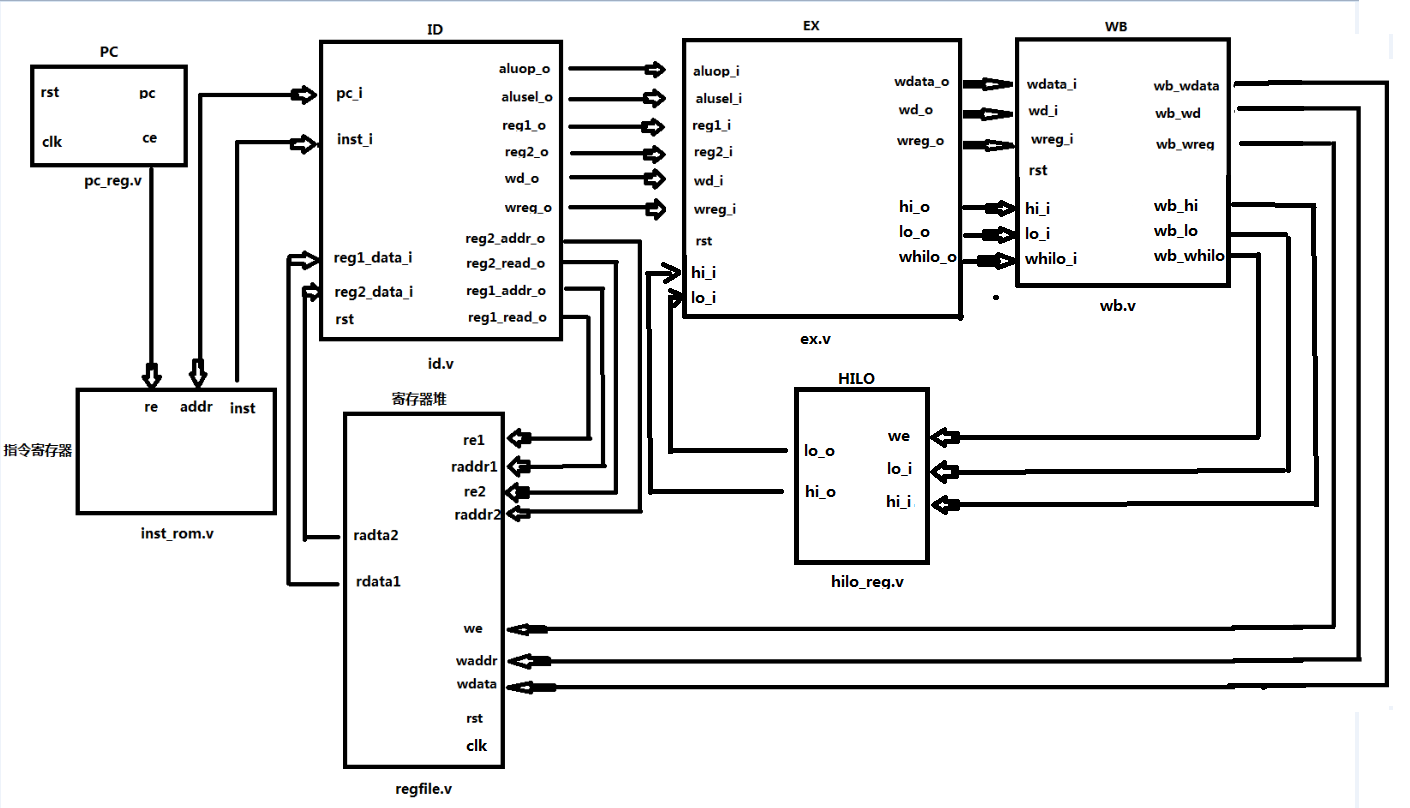 PC
rst
pc
clk
ce
pc_reg.v
ID
pc_i
inst_i
reg1_data_i
reg2_data_i
rst
aluop_o
alusel_o
reg1_o
reg2_o
wd_o
wreg_o
reg2_addr_o
reg2_read_o
reg1_addr_o
reg1_read_o
id.v
EX
aluop_i
alusel_i
reg1_i
reg2_i
wd_i
wreg_i
rst
hi_i
lo_i
wdata_o
wd_o
wreg_o
hi_o
lo_o
whilo_o
ex.v
WB
wdata_i
wd_i
wreg_i
rst
hi_i
lo_i
whilo_i
wb_wdata
wb_wd
wb_wreg
wb_hi
wb_lo
wb_whilo
wb.v
指令寄存器
re
addr
inst
inst_rom.v
寄存器堆
re1
raddr1
re2
raddr2
radta2
rdata1
we
waddr
wdata
rst
clk
regfile.v
HILO
lo_o
hi_o
we
lo_i
hi_i
hilo_reg.v